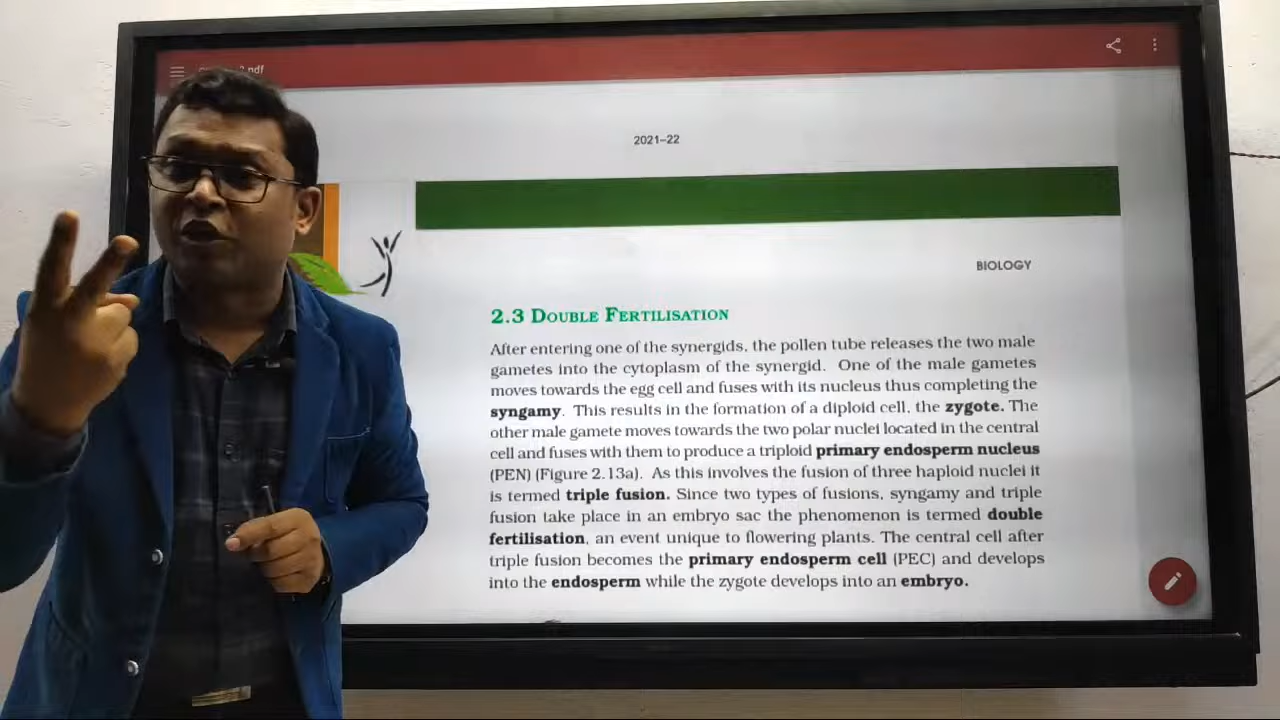 .pdf
2021–22
BIOLOGY
2.3 DOUBLE FERTILISATION
After entering one of the synergids, the pollen tube releases the two male
gametes into the cytoplasm of the synergid. One of the male gametes
moves towards the egg cell and fuses with its nucleus thus completing the
syngamy. This results in the formation of a diploid cell, the zygote. The
other male gamete moves towards the two polar nuclei located in the central
cell and fuses with them to produce a triploid primary endosperm nucleus
(PEN) (Figure 2.13a). As this involves the fusion of three haploid nuclei it
is termed triple fusion. Since two types of fusions, syngamy and triple
fusion take place in an embryo sac the phenomenon is termed double
fertilisation, an event unique to flowering plants. The central cell after
triple fusion becomes the primary endosperm cell (PEC) and develops
into the endosperm while the zygote develops into an embryo.